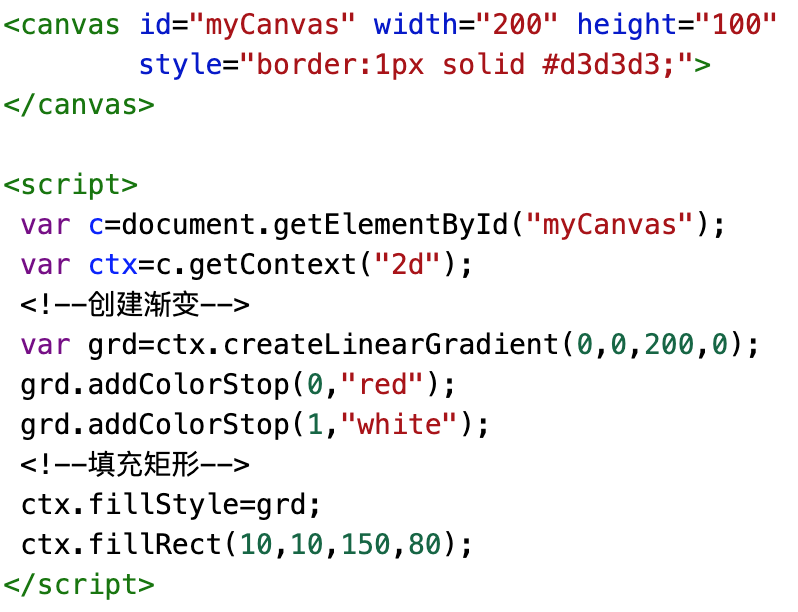 <canvas id="myCanvas" width="200" height="100"
style="border:1px solid #d3d3d3;">
</canvas>
<script>
var c=document.getElementById("myCanvas");
var ctx=c.getContext("2d");
<!--创建渐变-->
var grd=ctx.createLinearGradient(0,0,200,0);
grd.addColorStop(0,"red");
grd.addColorStop(1,"white");
<!--填充矩形-->
ctx.fillStyle=grd;
ctx.fillRect(10,10,150,80);
</script>